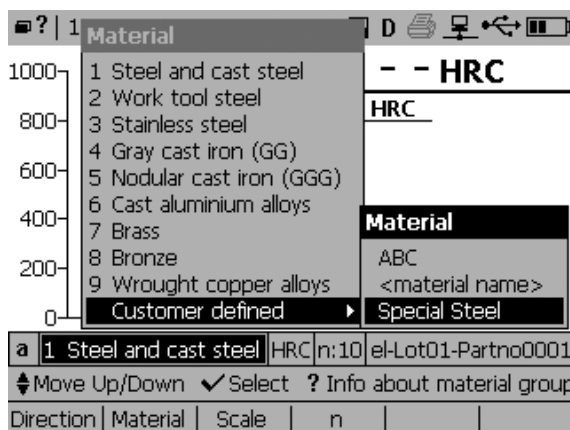 ? | 1
D
Material
1000
1 Steel and cast steel
- - HRC
2 Work tool steel
HRC
800
3 Stainless steel
4 Gray cast iron (GG)
600
5 Nodular cast iron (GGG)
6 Cast aluminium alloys
400
7 Brass
Material
8 Bronze
ABC
200
9 Wrought copper alloys
<material name>
0
Customer defined
Special Steel
a 1 Steel and cast steel HRC n:10 el-Lot01-Partno0001
Move Up/Down Select ? Info about material group
Direction | Material | Scale | n